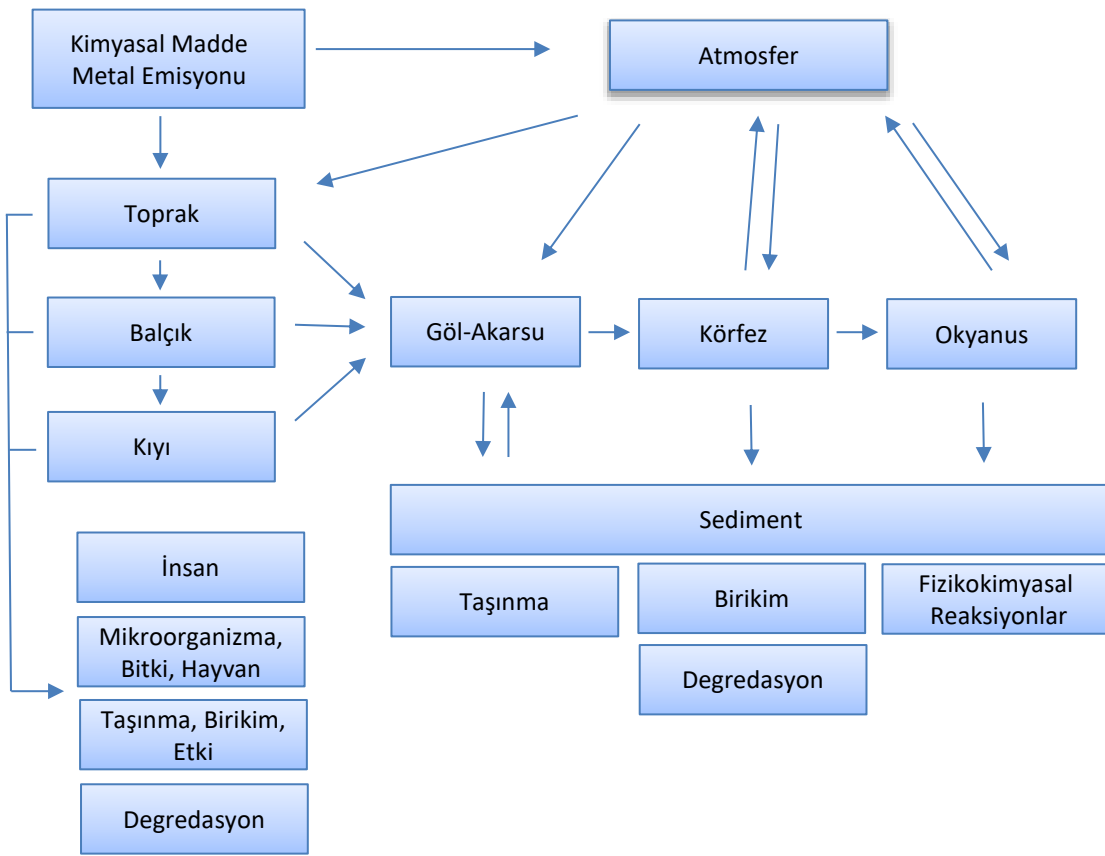 Kimyasal Madde
Metal Emisyonu
Atmosfer
Toprak
Balçık
Göl-Akarsu
Körfez
Okyanus
Kıyı
Sediment
İnsan
Taşınma
Birikim
Fizikokimyasal
Reaksiyonlar
Mikroorganizma,
Bitki, Hayvan
Degredasyon
Taşınma, Birikim,
Etki
Degredasyon